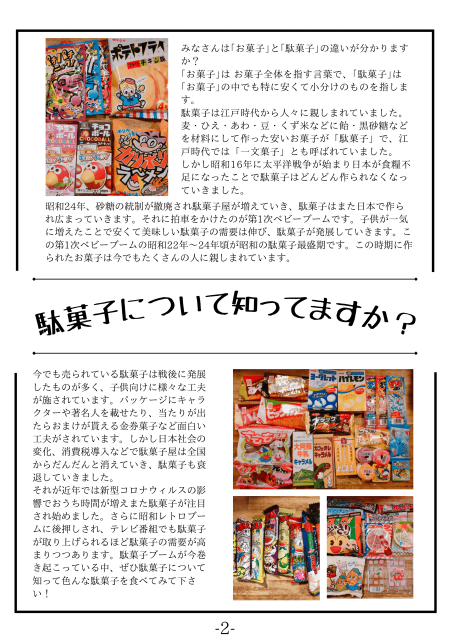 みなさんは｢お菓子｣と｢駄菓子｣の違いが分かります
か？
｢お菓子｣は お菓子全体を指す言葉で、｢駄菓子｣は
｢お菓子｣の中でも特に安くて小分けのものを指しま
す。
駄菓子は江戸時代から人々に親しまれていました。
麦・ひえ・あわ・豆・くず米などに飴・黒砂糖など
を材料にして作った安いお菓子が「駄菓子」で、江
戸時代では「一文菓子」とも呼ばれていました。
しかし昭和16年に太平洋戦争が始まり日本が食糧不
足になったことで駄菓子はどんどん作られなくなっ
ていきました。
昭和24年、砂糖の統制が撤廃され駄菓子屋が増えていき、駄菓子はまた日本で作ら
れ広まっていきます。それに拍車をかけたのが第1次ベビーブームです。子供が一気
に増えたことで安くて美味しい駄菓子の需要は伸び、駄菓子が発展していきます。こ
の第1次ベビーブームの昭和22年〜24年頃が昭和の駄菓子最盛期です。この時期に作
られたお菓子は今でもたくさんの人に親しまれています。
駄菓子について知ってますか？
今でも売られている駄菓子は戦後に発展
したものが多く、子供向けに様々な工夫
が施されています。パッケージにキャラ
クターや著名人を載せたり、当たりが出
たらおまけが貰える金券菓子など面白い
工夫がされています。しかし日本社会の
変化、消費税導入などで駄菓子屋は全国
からだんだんと消えていき、駄菓子も衰
退していきました。
それが近年では新型コロナウィルスの影
響でおうち時間が増えまた駄菓子が注目
され始めました。さらに昭和レトロブー
ムに後押しされ、テレビ番組でも駄菓子
が取り上げられるほど駄菓子の需要が高
まりつつあります。駄菓子ブームが今巻
き起こっている中、ぜひ駄菓子について
知って色んな駄菓子を食べてみて下さ
い！
ポテトフライ
チョコボール
ヨーグルト
ハイレモン
キャラメル
-2-